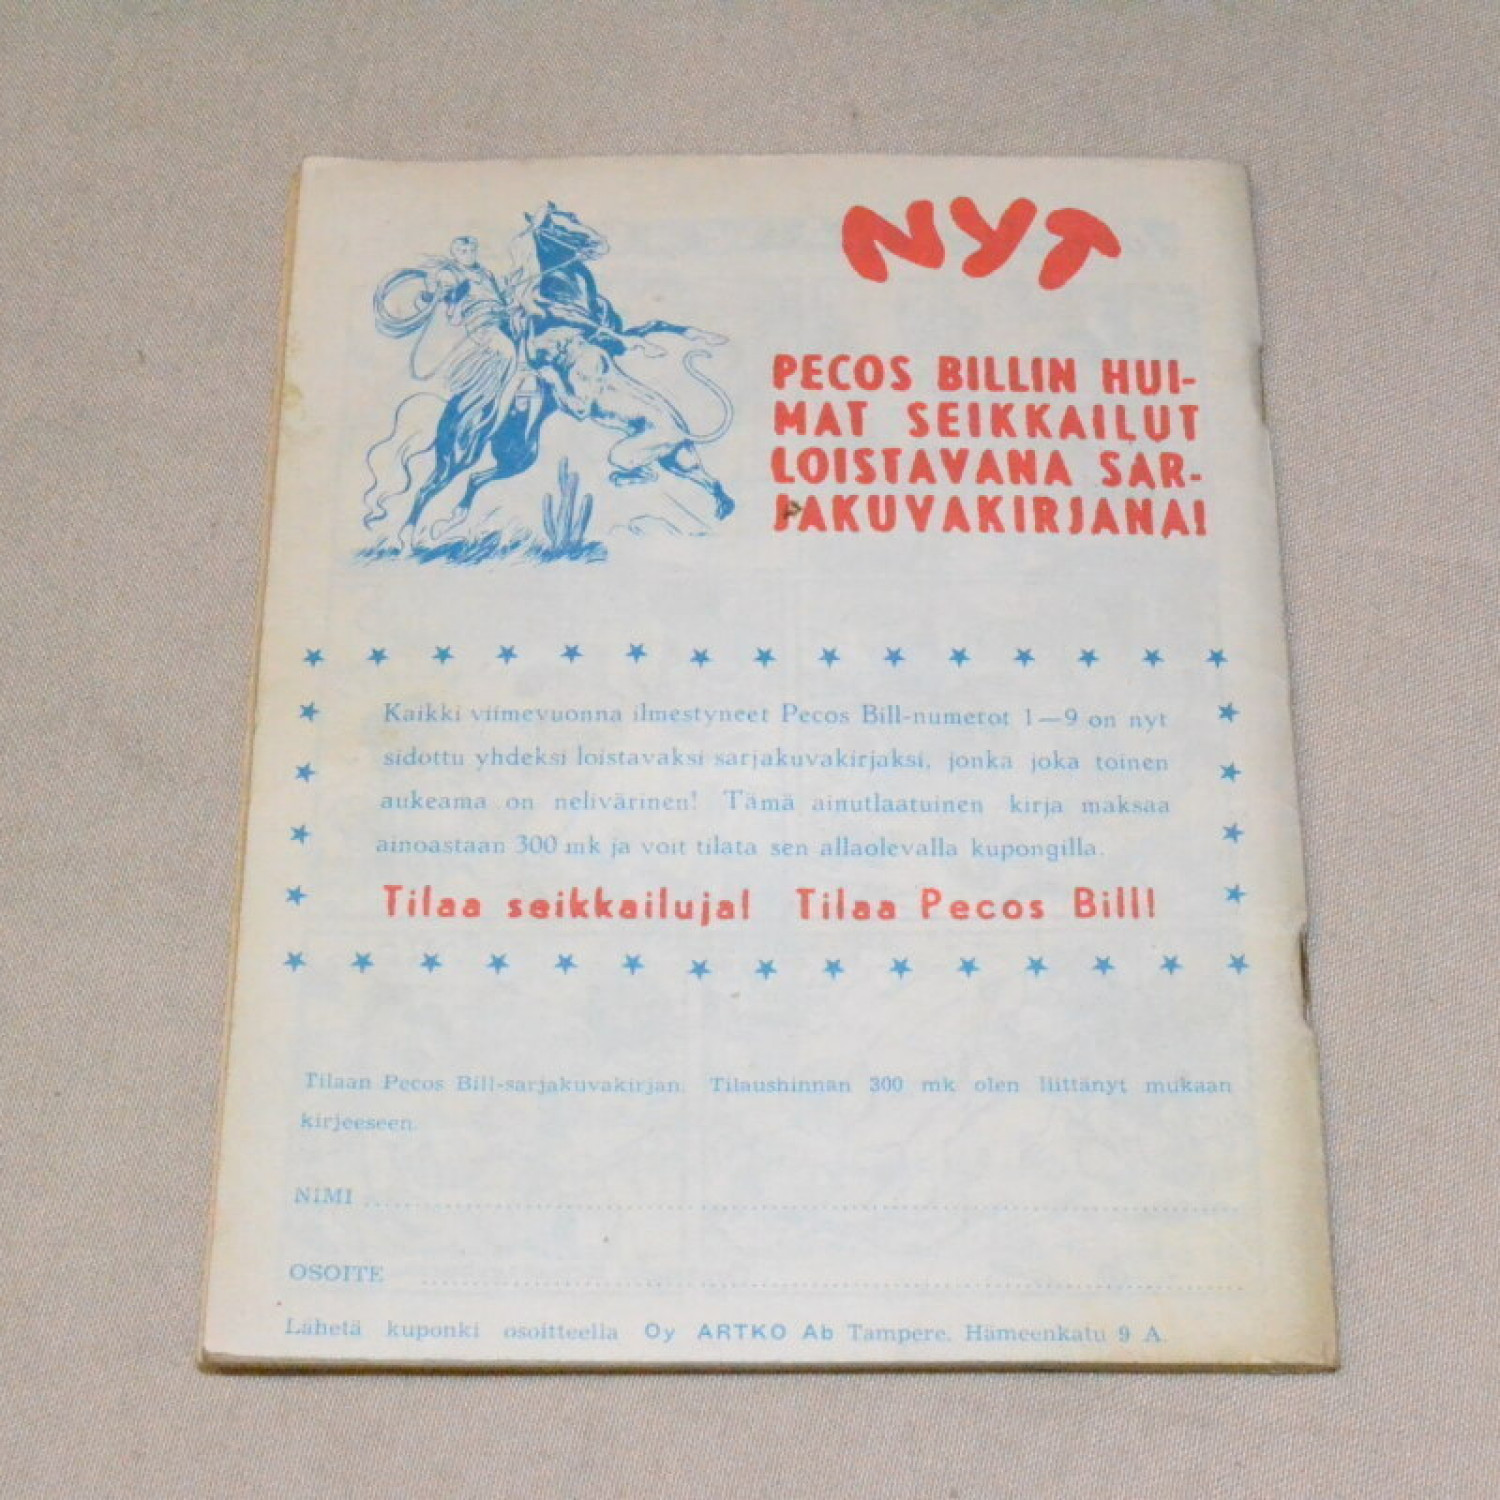 NYT
PECOS BILLIN HUI-
MAT SEIKKAILUT
LOISTAVANA SAR-
JAKUVAKIRJANA!
Kaikki viimevuonna ilmestyneet Pecos Bill-numerot 1—9 on nyt
sidottu yhdeksi loistavaksi sarjakuvakirjaksi, jonka joka toinen
aukeama on nelivärinen! Tämä ainutlaatuinen kirja maksaa
ainoastaan 300 mk ja voit tilata sen allaolevalla kupongilla.
Tilaa seikkailuja! Tilaa Pecos Bill!
Tilaan Pecos Bill-sarjakuvakirjan. Tilaushinnan 300 mk olen liittänyt mukaan
kirjeeseen.
NIMI
OSOITE
Lähetä kuponki osoitteella Oy ARTKO Ab Tampere. Hämeenkatu 9 A.